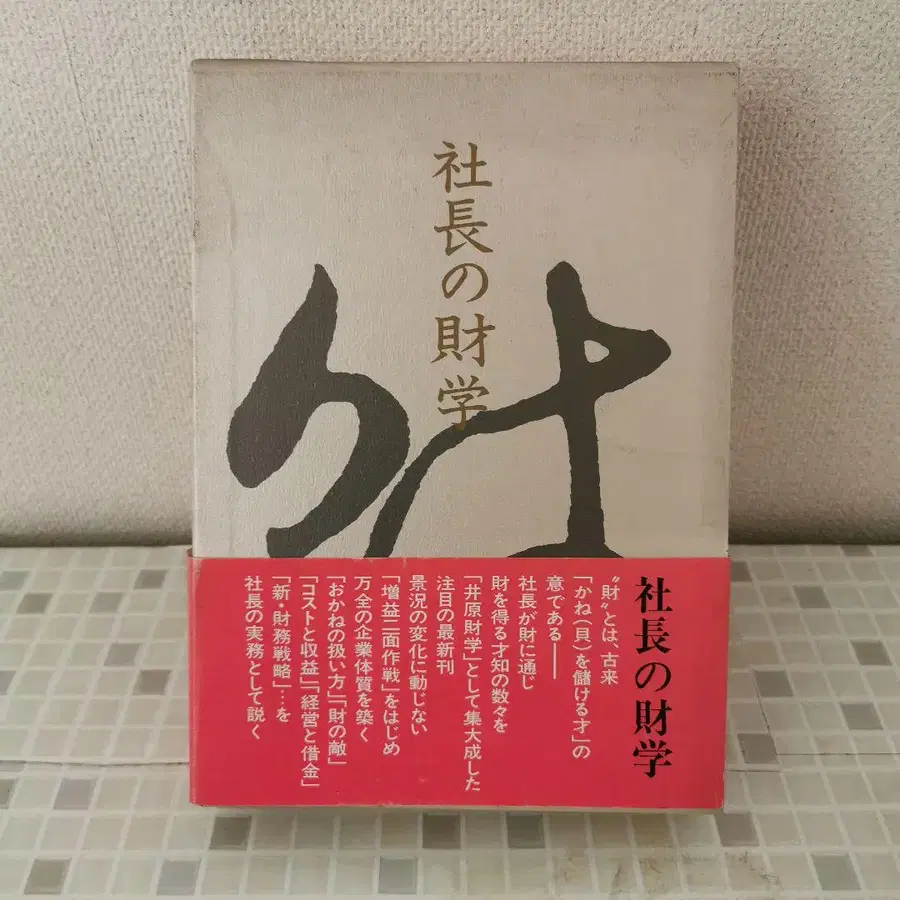 社長の財学
社長の財学
〝財〟とは、古来
「かね(貝)を儲ける才」の
意である――
社長が財に通じ
財を得る才知の数々を
「井原財学」として集大成した
注目の最新刊
景況の変化に動じない
「増益二面作戦」をはじめ
万全の企業体質を築く
「おかねの扱い方」「財の敵」
「コストと収益」「経営と借金」
「新・財務戦略」…を
社長の実務として説く